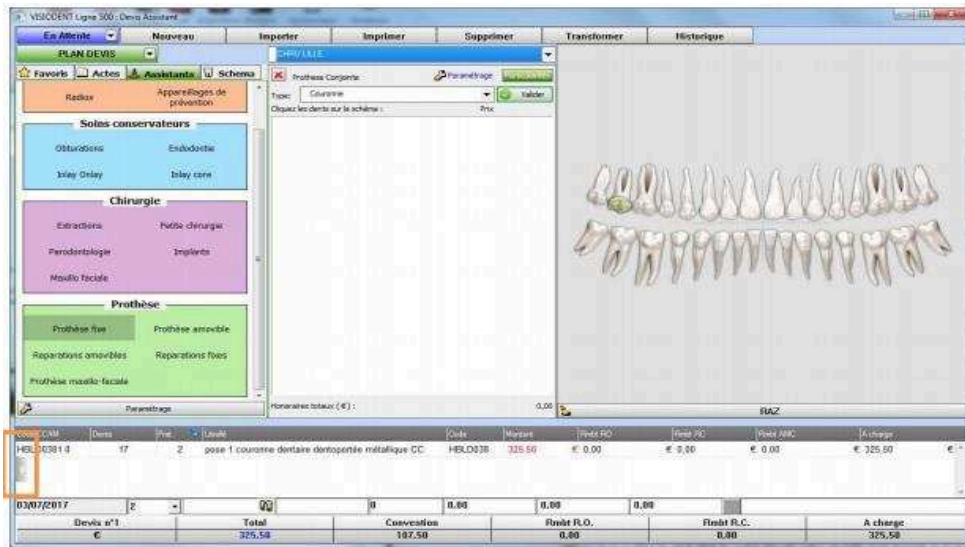 VISIODENT Ligne 500 : Devis Assistant
En Attente Nouveau Importer Imprimer Supprimer Transformer Historique
PLAN DEVIS
CHRU LILLE
Favoris Actes Assistants Schema
Prothèse Conjointe Paramétrage
Type: Couronne Valider
Cliquez les dents sur le schéma : Prix
Radios
Appareillages de
prévention
Soins conservateurs
Obturations Endodontie
Inlay Onlay Inlay core
Chirurgie
Extractions Petite chirurgie
Parodontologie Implants
Maxillo faciale
Prothèse
Prothèse fixe Prothèse amovible
Reparations amovibles Reparations fixes
Prothèse maxillo-faciale
Paramétrage
Honoraires totaux (€) : 0,00
RAZ
Dents Libellé Code Montant Rmbt RO Rmbt RC Rmbt AMC A charge
17 2 pose 1 couronne dentaire dentoportée métallique CC HBLD038 325,50 € 0,00 € 0,00 € 0,00 € 325,50 €
03/07/2017 2 0 0.00 0.00 0.00
Devis n°1 Total Convention Rmbt R.O. Rmbt R.C. A charge
€ 325.50 107.50 0.00 0.00 325.50